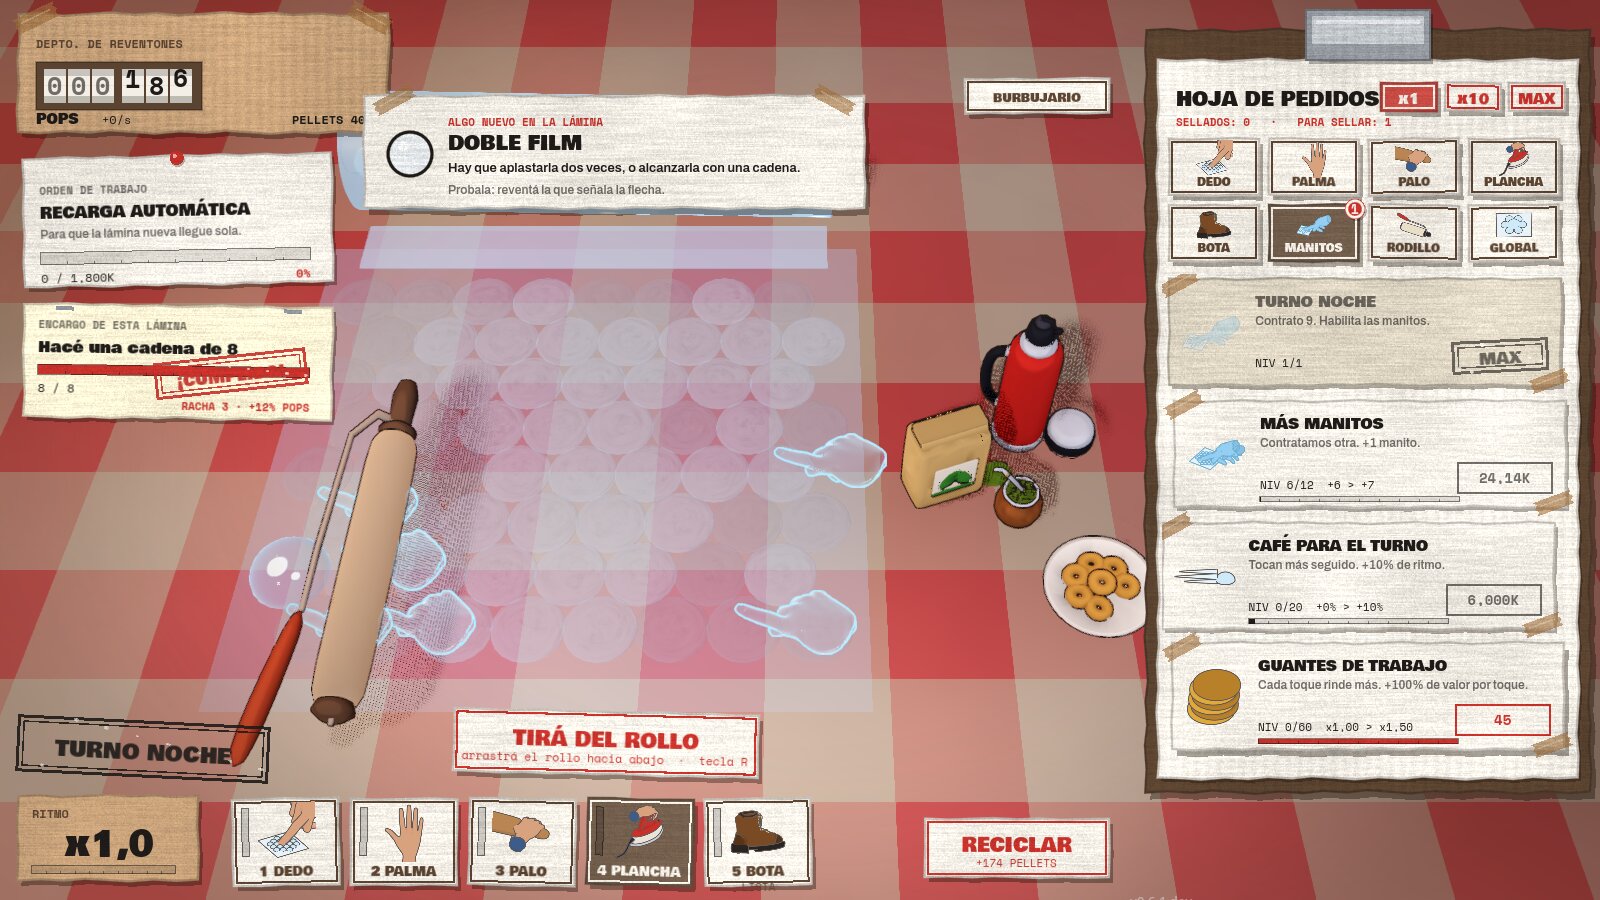 DEPTO. DE REVENTONES
000186
POPS +0/s PELLETS 40
ORDEN DE TRABAJO
RECARGA AUTOMÁTICA
Para que la lámina nueva llegue sola.
0 / 1.800K 0%
ENCARGO DE ESTA LÁMINA
Hacé una cadena de 8
8 / 8
RACHA 3 · +12% POPS
ALGO NUEVO EN LA LÁMINA
DOBLE FILM
Hay que aplastarla dos veces, o alcanzarla con una cadena.
Probala: reventá la que señala la flecha.
BURBUJARIO
HOJA DE PEDIDOS x1 x10 MAX
SELLADOS: 0 · PARA SELLAR: 1
DEDO PALMA PALO PLANCHA
1
BOTA MANITOS RODILLO GLOBAL
TURNO NOCHE
Contrato 9. Habilita las manitos.
NIV 1/1 MAX
MÁS MANITOS
Contratamos otra. +1 manito.
NIV 6/12 +6 > +7 24,14K
CAFÉ PARA EL TURNO
Tocan más seguido. +10% de ritmo.
NIV 0/20 +0% > +10% 6,000K
GUANTES DE TRABAJO
Cada toque rinde más. +100% de valor por toque.
NIV 0/60 x1,00 > x1,50 45
TURNO NOCHE
TIRÁ DEL ROLLO
arrastrá el rollo hacia abajo · tecla R
RITMO
x1,0
1 DEDO 2 PALMA 3 PALO 4 PLANCHA 5 BOTA
LISTA
RECICLAR
+174 PELLETS